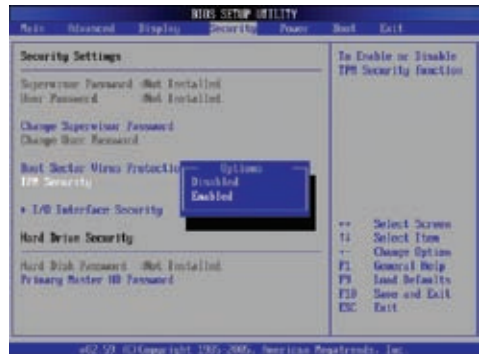 BIOS SETUP UTILITY
Main Advanced Display Security Power Boot Exit
Security Settings
Supervisor Password :Not Installed
User Password :Not Installed
Change Supervisor Password
Change User Password
Boot Sector Virus Protection
TPM Security
I/O Interface Security
Hard Drive Security
Hard Disk Password :Not Installed
Primary Master HD Password
Options
Disabled
Enabled
To Enable or Disable
TPM Security function
Select Screen
↑↓ Select Item
Change Option
F1 General Help
F9 Load Defaults
F10 Save and Exit
ESC Exit
v02.59 (C)Copyright 1985-2005, American Megatrends, Inc.